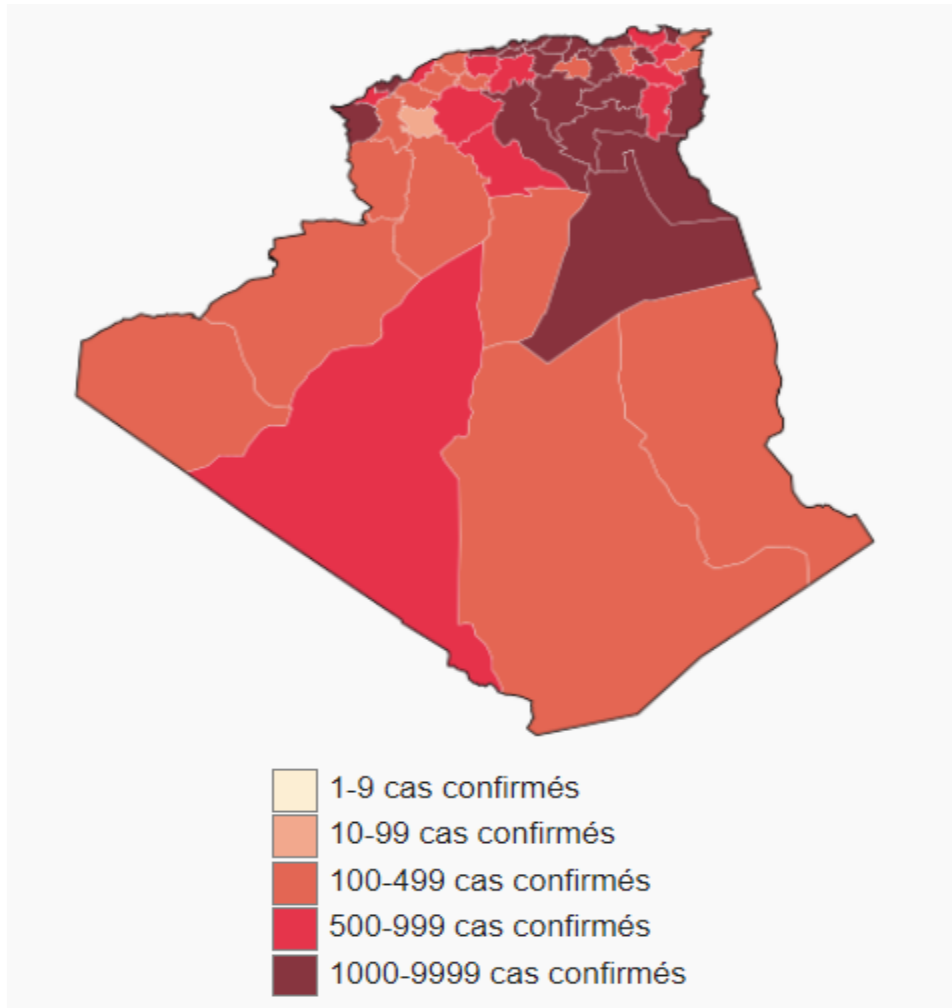 1-9 cas confirmés
10-99 cas confirmés
100-499 cas confirmés
500-999 cas confirmés
1000-9999 cas confirmés